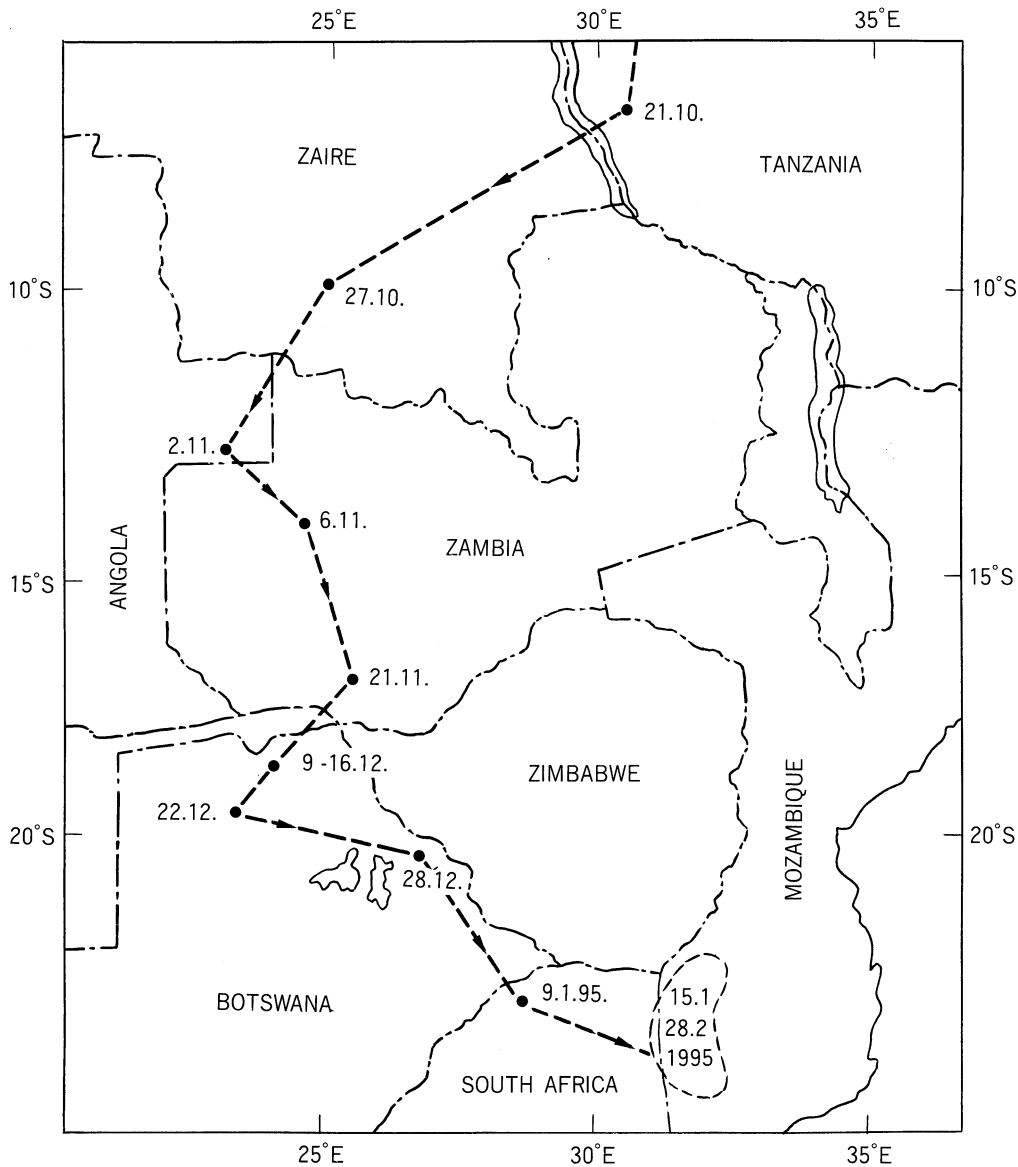 25°E 30°E 35°E
21.10.
ZAIRE
TANZANIA
10°S 10°S
27.10.
2.11.
6.11.
ZAMBIA
ANGOLA
15°S 15°S
21.11.
9 -16.12.
ZIMBABWE
MOZAMBIQUE
22.12.
20°S 20°S
28.12.
9.1.95.
15.1
28.2
1995
BOTSWANA
SOUTH AFRICA
25°E 30°E 35°E